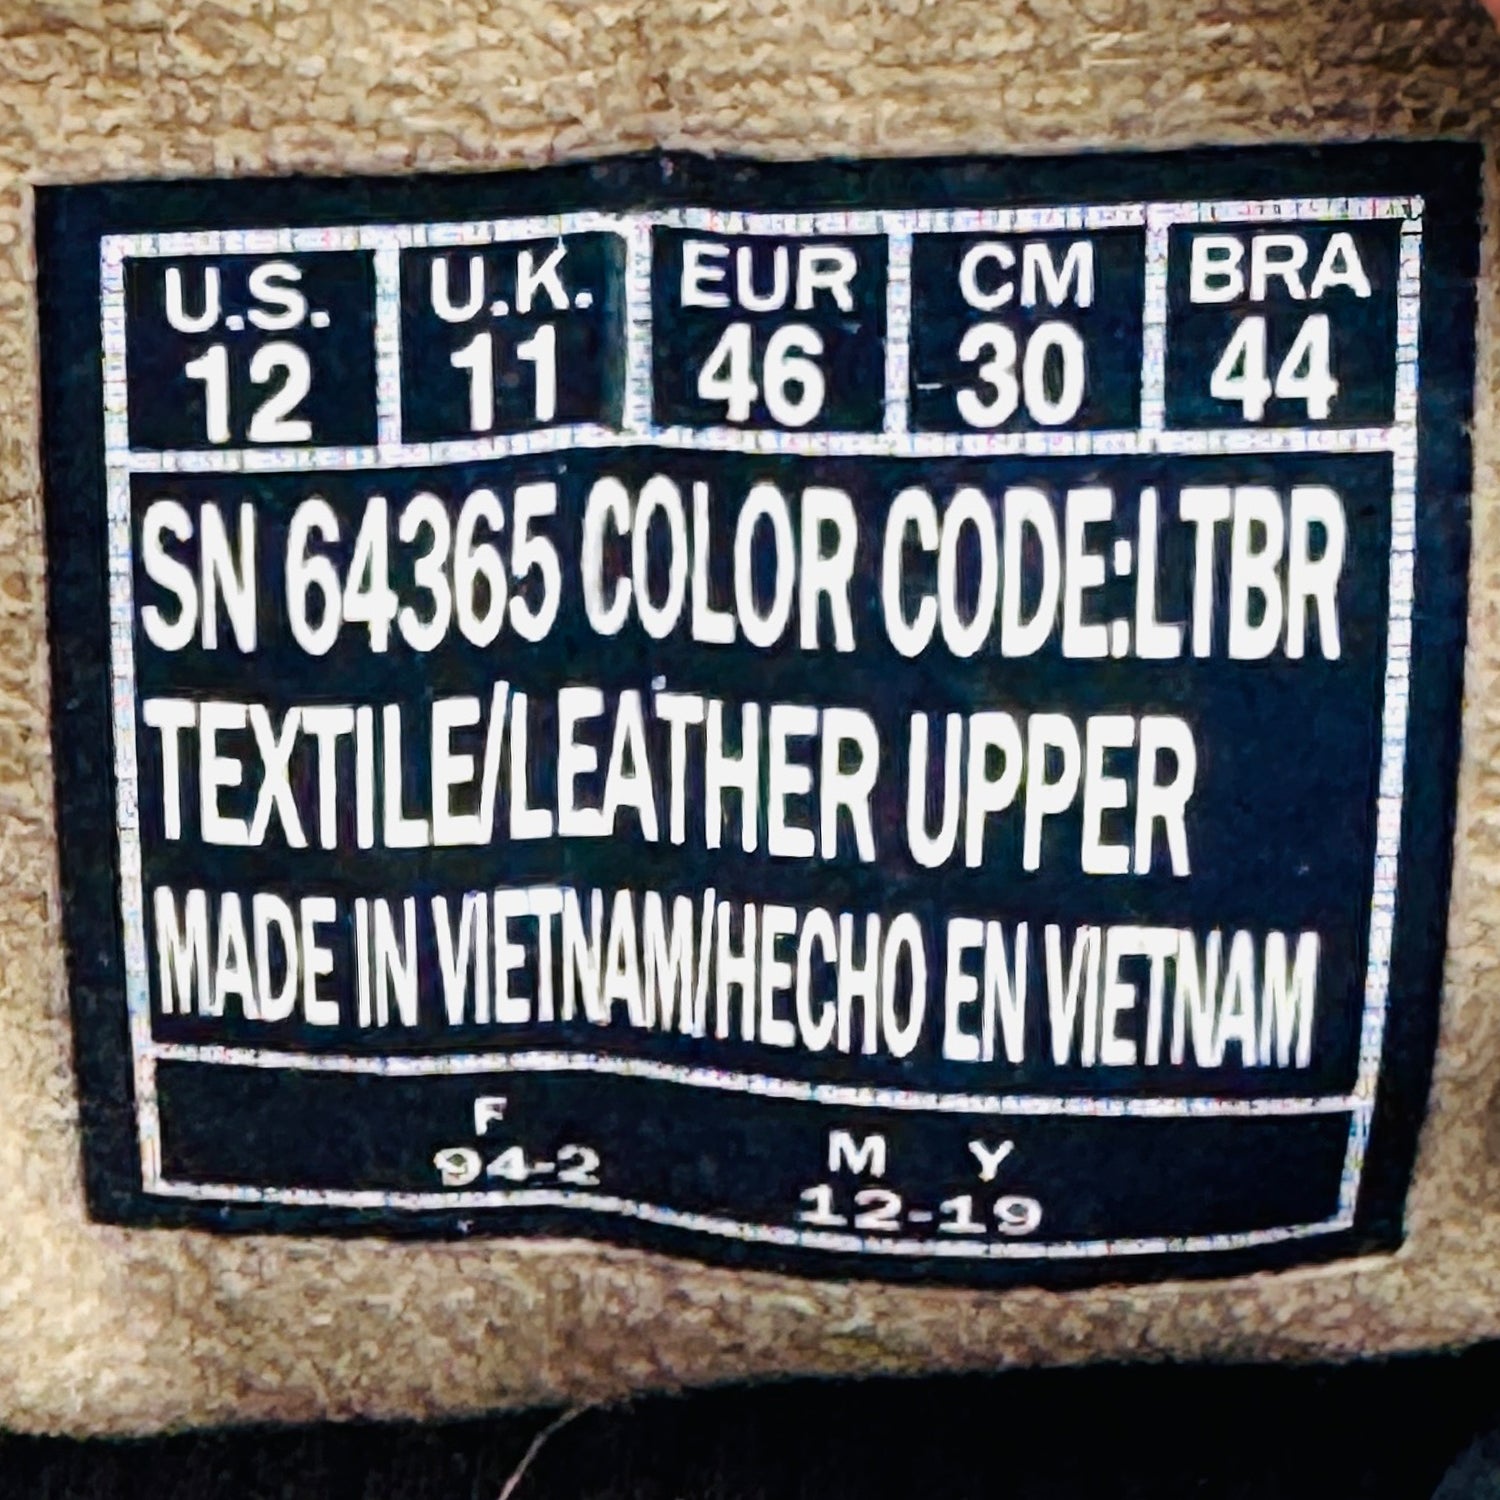 U.S. U.K. EUR CM BRA
12 11 46 30 44
SN 64365 COLOR CODE:LTBR
TEXTILE/LEATHER UPPER
MADE IN VIETNAM/HECHO EN VIETNAM
F M Y
94-2 12-19